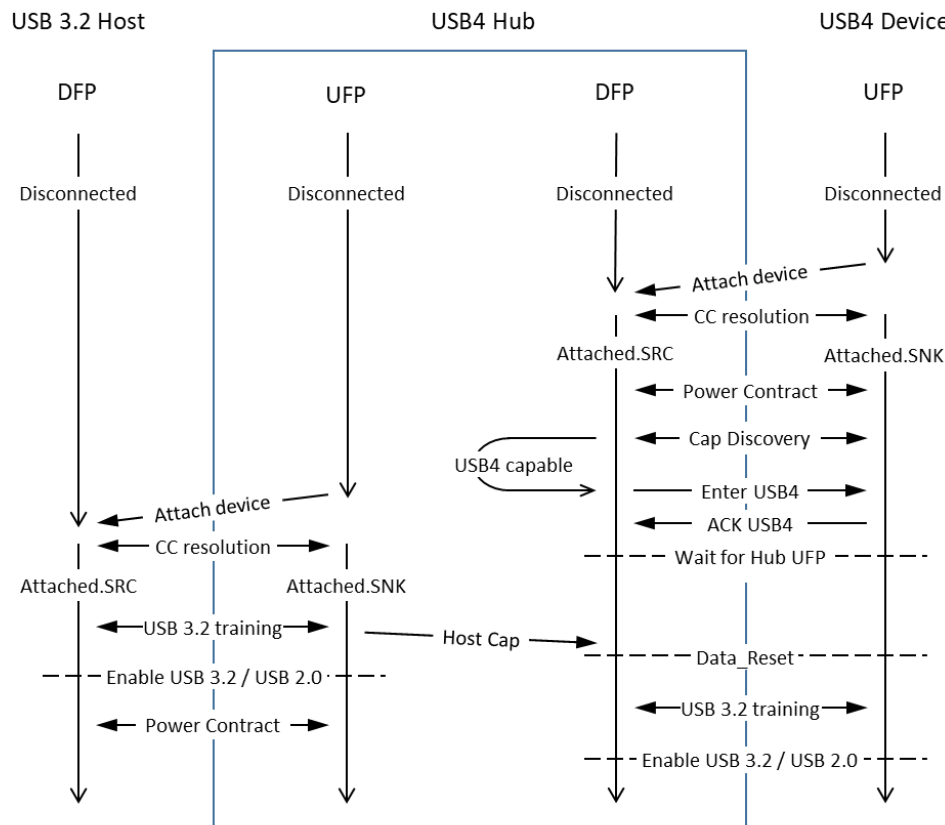 USB 3.2 Host USB4 Hub USB4 Device
DFP UFP DFP UFP
Disconnected Disconnected Disconnected Disconnected
Attach device
CC resolution
Attached.SRC Attached.SNK
Power Contract
Cap Discovery
USB4 capable
Enter USB4
Attach device
ACK USB4
CC resolution
Wait for Hub UFP
Attached.SRC Attached.SNK
USB 3.2 training
Host Cap
Data_Reset
Enable USB 3.2 / USB 2.0
USB 3.2 training
Power Contract
Enable USB 3.2 / USB 2.0